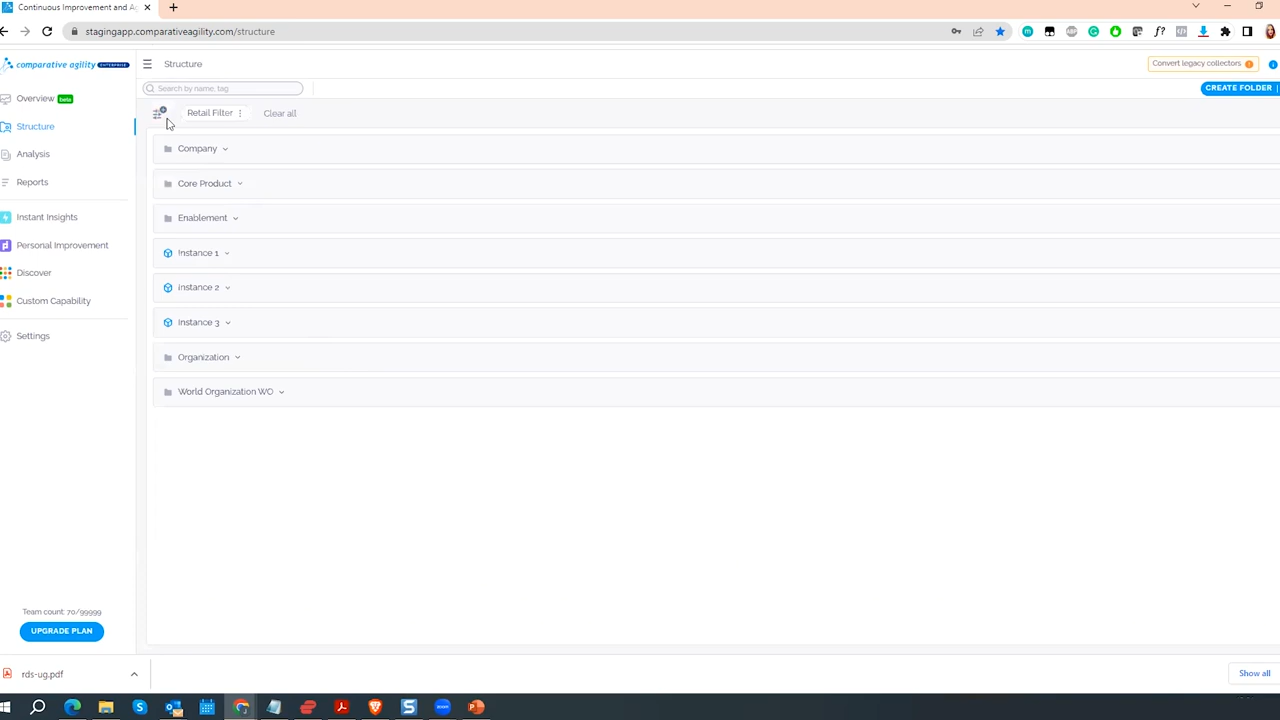 Continuous Improvement and Ag
stagingapp.comparativeagility.com/structure
comparative agility ENTERPRISE
Structure
Convert legacy collectors
Search by name, tag
CREATE FOLDER
Overview beta
Retail Filter
Clear all
Structure
Company
Analysis
Core Product
Reports
Enablement
Instant Insights
Personal Improvement
Instance 1
Discover
Instance 2
Custom Capability
Instance 3
Settings
Organization
World Organization WO
Team count: 70/99999
UPGRADE PLAN
rds-ug.pdf
Show all
zoom